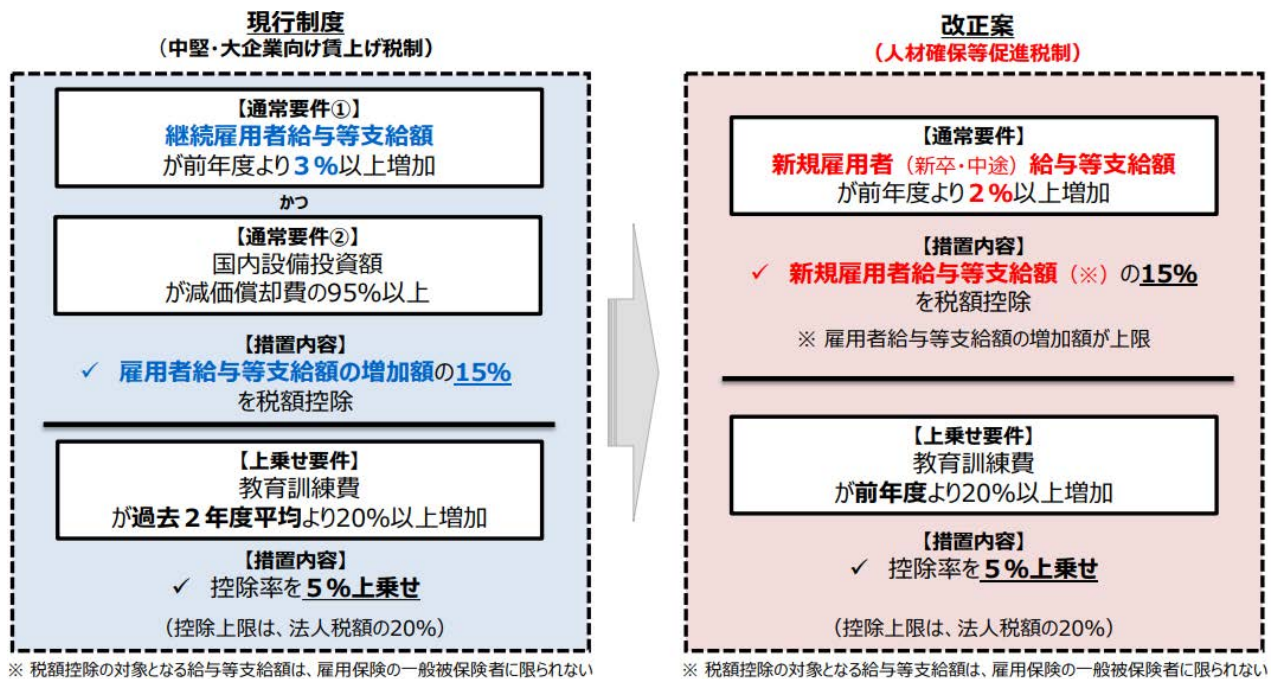 現行制度
（中堅・大企業向け賃上げ税制）
【通常要件①】
継続雇用者給与等支給額
が前年度より３％以上増加
かつ
【通常要件②】
国内設備投資額
が減価償却費の95％以上
【措置内容】
✓ 雇用者給与等支給額の増加額の15%
を税額控除
【上乗せ要件】
教育訓練費
が過去２年度平均より20％以上増加
【措置内容】
✓ 控除率を５％上乗せ
（控除上限は、法人税額の20％）
※ 税額控除の対象となる給与等支給額は、雇用保険の一般被保険者に限られない
改正案
（人材確保等促進税制）
【通常要件】
新規雇用者（新卒・中途）給与等支給額
が前年度より２％以上増加
【措置内容】
✓ 新規雇用者給与等支給額（※）の15%
を税額控除
※ 雇用者給与等支給額の増加額が上限
【上乗せ要件】
教育訓練費
が前年度より20％以上増加
【措置内容】
✓ 控除率を５％上乗せ
（控除上限は、法人税額の20％）
※ 税額控除の対象となる給与等支給額は、雇用保険の一般被保険者に限られない